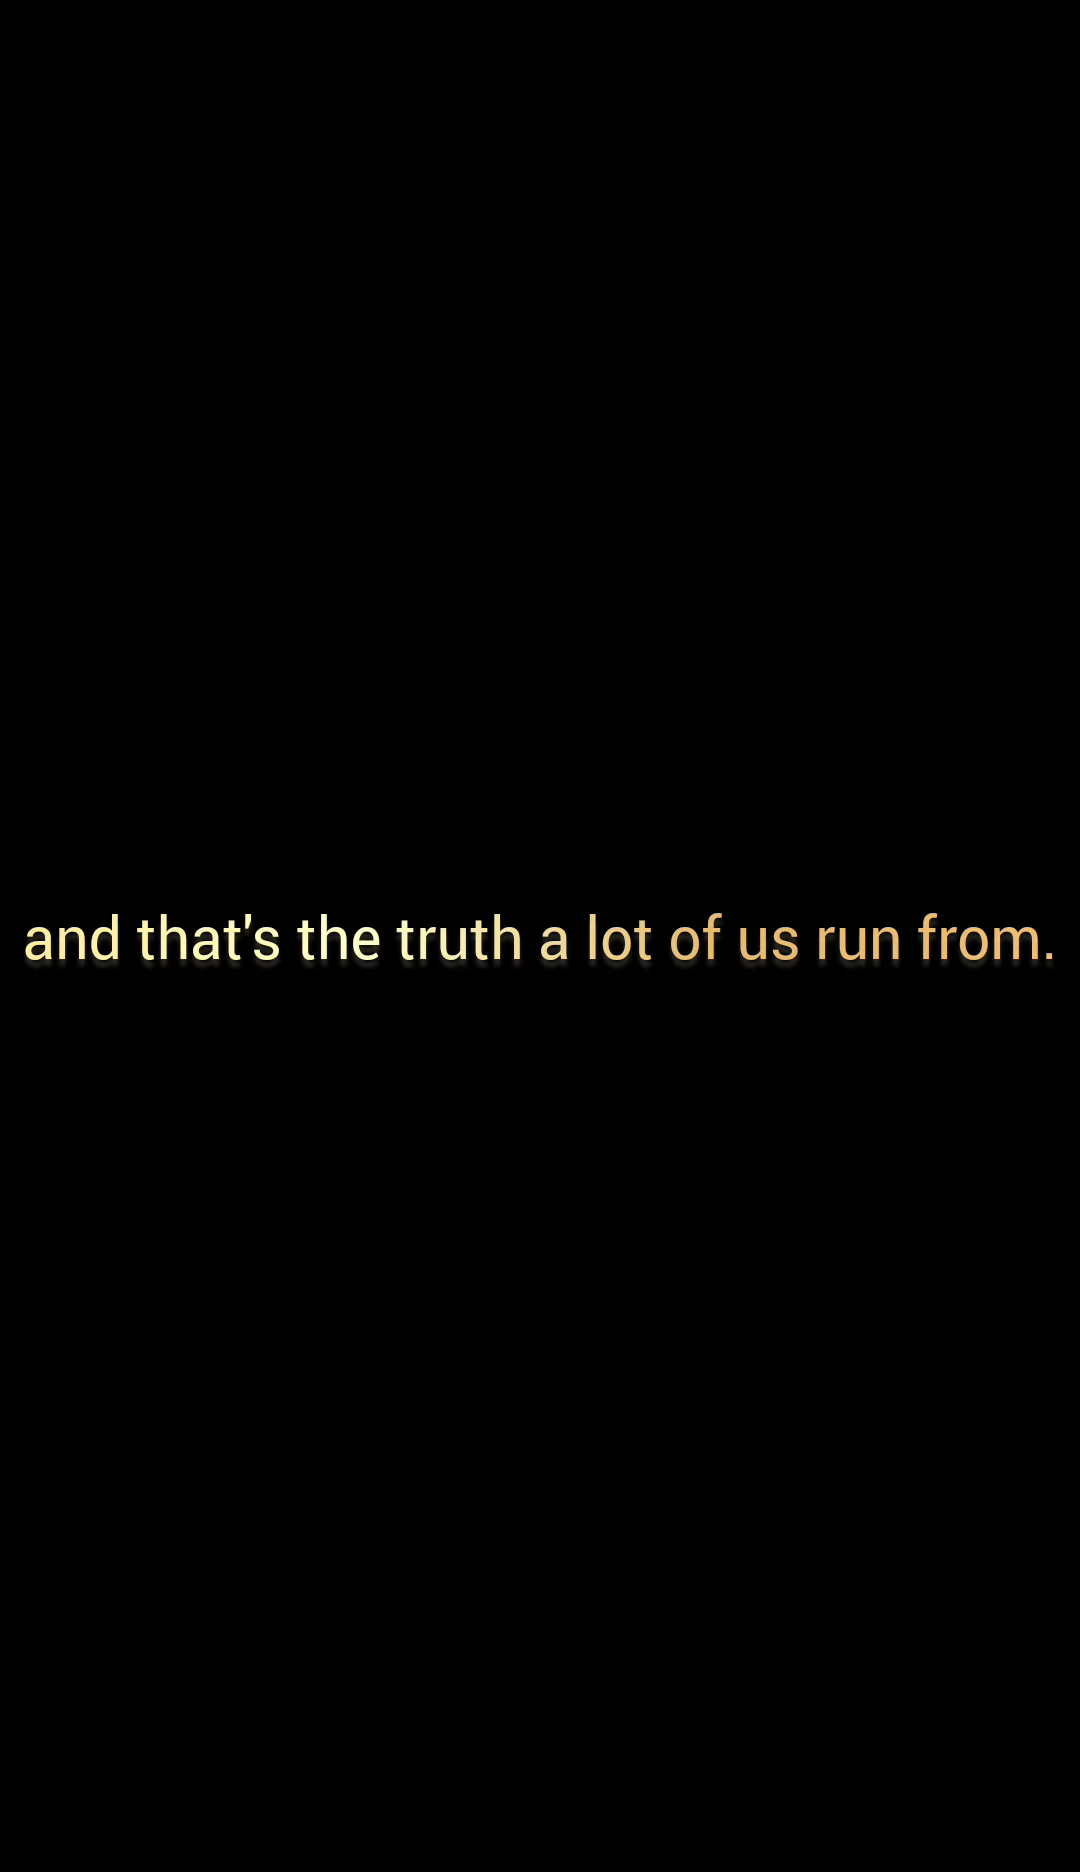 and that's the truth a lot of us run from.